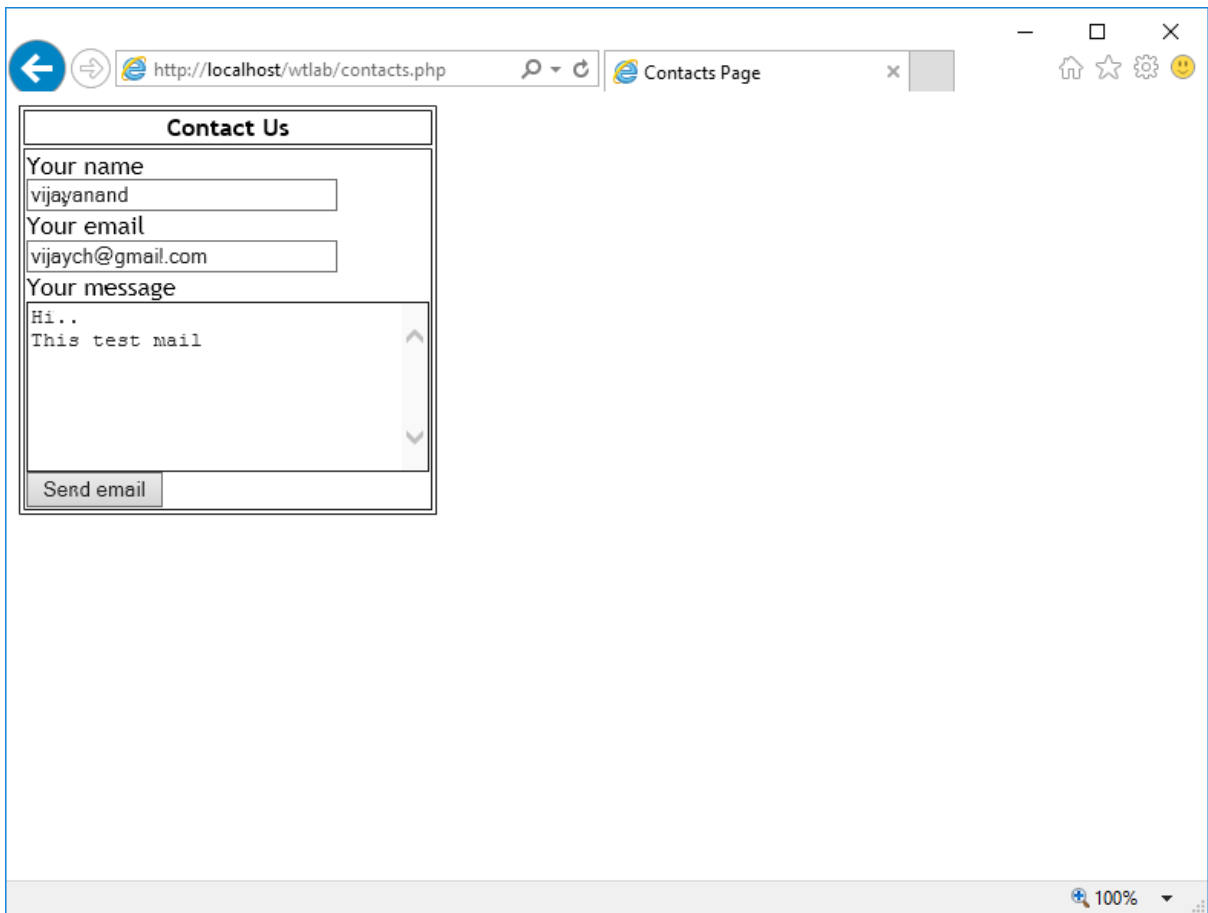 http://localhost/wtlab/contacts.php
Contacts Page
Contact Us
Your name
vijayanand
Your email
vijaych@gmail.com
Your message
Hi..
This test mail
Send email
100%